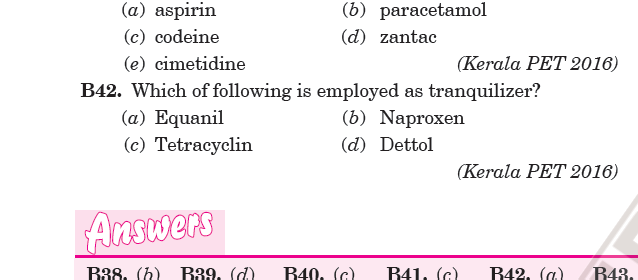 (a) aspirin (b) paracetamol
(c) codeine (d) zantac
(e) cimetidine (Kerala PET 2016)
B42. Which of following is employed as tranquilizer?
(a) Equanil (b) Naproxen
(c) Tetracyclin (d) Dettol
(Kerala PET 2016)
Answers
B38. (b) B39. (d) B40. (c) B41. (c) B42. (a) B43.